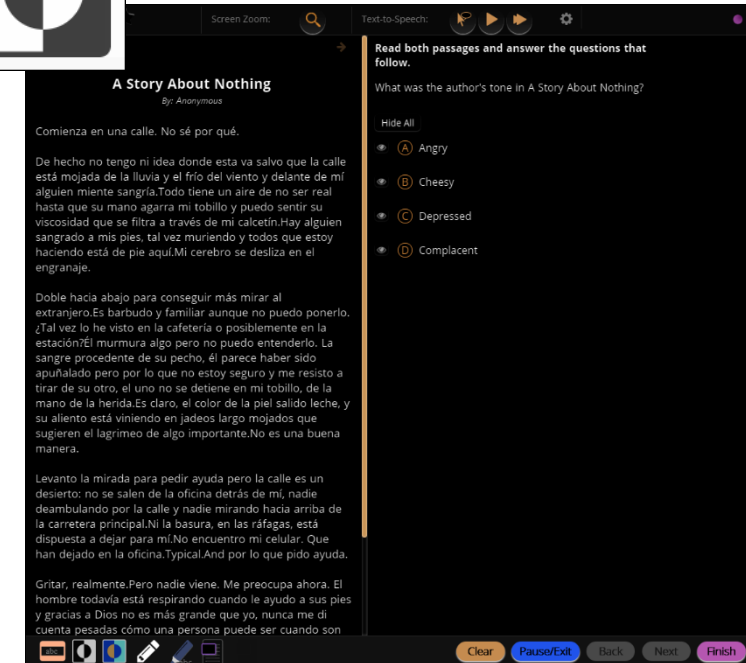 Screen Zoom:
Text-to-Speech:
A Story About Nothing
By: Anonymous
Comienza en una calle. No sé por qué.
De hecho no tengo ni idea donde esta va salvo que la calle
está mojada de la lluvia y el frío del viento y delante de mí
alguien miente sangría.Todo tiene un aire de no ser real
hasta que su mano agarra mi tobillo y puedo sentir su
viscosidad que se filtra a través de mi calcetín.Hay alguien
sangrado a mis pies, tal vez muriendo y todos que estoy
haciendo está de pie aquí.Mi cerebro se desliza en el
engranaje.
Doble hacia abajo para conseguir más mirar al
extranjero.Es barbudo y familiar aunque no puedo ponerlo.
¿Tal vez lo he visto en la cafetería o posiblemente en la
estación?Él murmura algo pero no puedo entenderlo. La
sangre procedente de su pecho, él parece haber sido
apuñalado pero por lo que no estoy seguro y me resisto a
tirar de su otro, el uno no se detiene en mi tobillo, de la
mano de la herida.Es claro, el color de la piel salido leche, y
su aliento está viniendo en jadeos largo mojados que
sugieren el lagrimeo de algo importante.No es una buena
manera.
Levanto la mirada para pedir ayuda pero la calle es un
desierto: no se salen de la oficina detrás de mí, nadie
deambulando por la calle y nadie mirando hacia arriba de
la carretera principal.Ni la basura, en las ráfagas, está
dispuesta a dejar para mí.No encuentro mi celular. Que
han dejado en la oficina.Typical.And por lo que pido ayuda.
Gritar, realmente.Pero nadie viene. Me preocupa ahora. El
hombre todavía está respirando cuando le ayudo a sus pies
y gracias a Dios no es más grande que yo, nunca me di
cuenta pesadas cómo una persona puede ser cuando son
Read both passages and answer the questions that
follow.
What was the author's tone in A Story About Nothing?
Hide All
A Angry
B Cheesy
C Depressed
D Complacent
abc
Clear
Pause/Exit
Back
Next
Finish